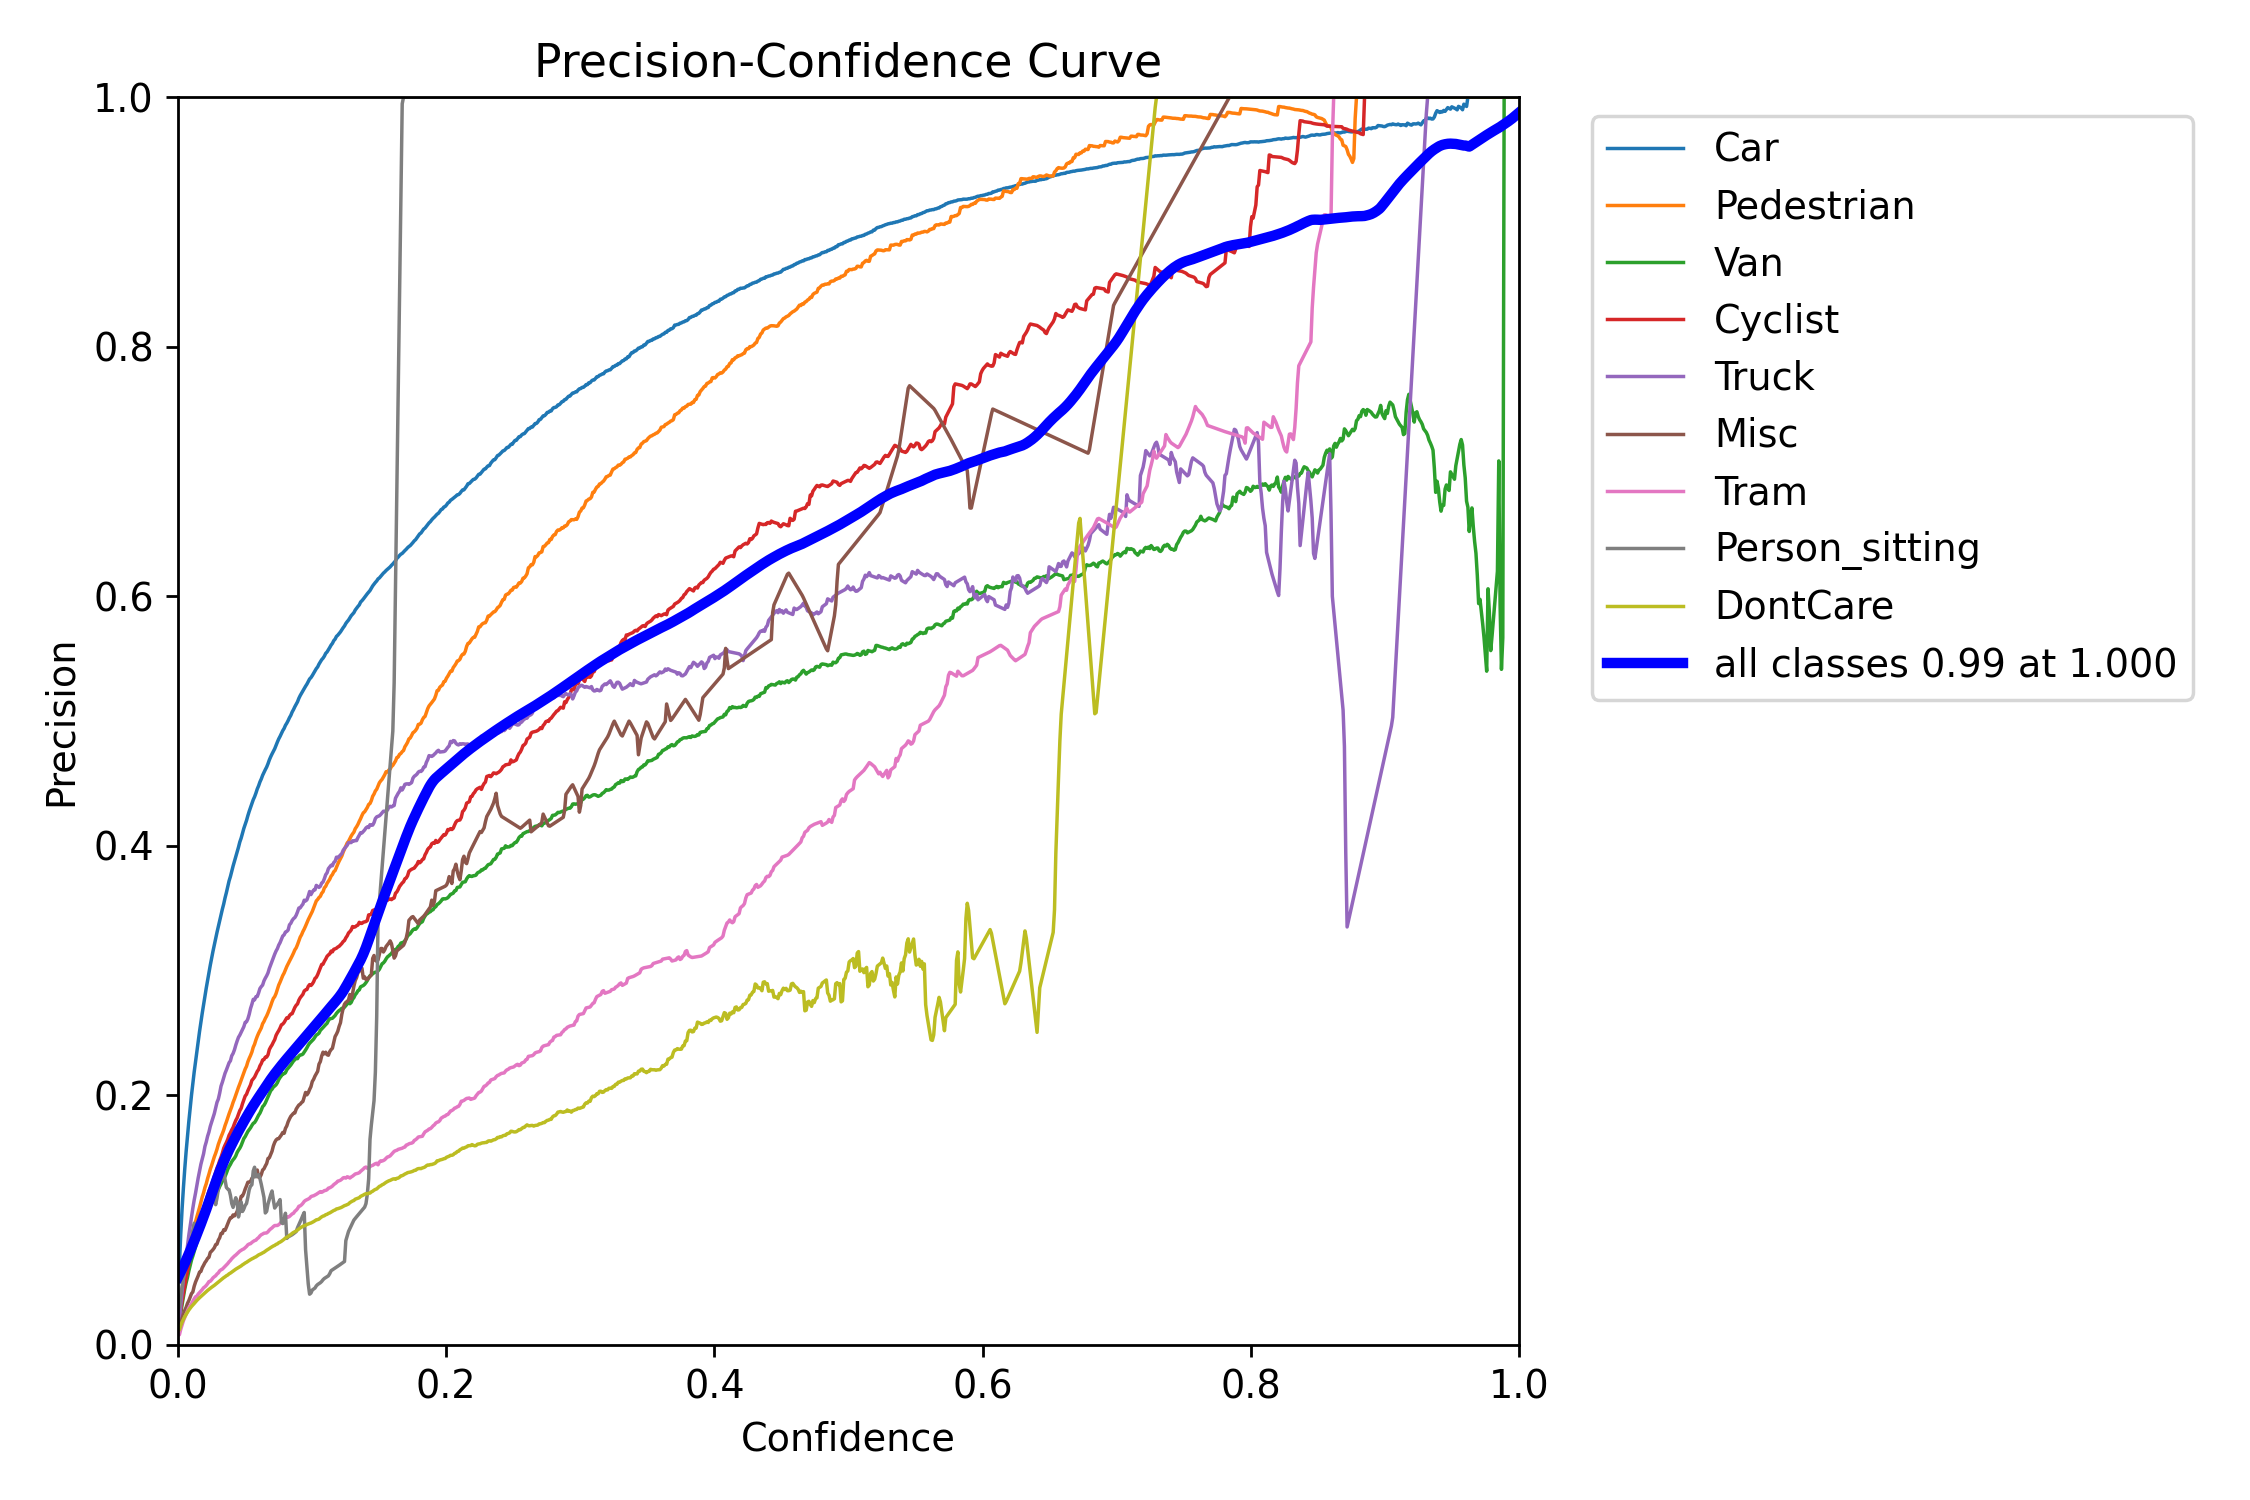 Precision-Confidence Curve
1.0
0.8
0.6
0.4
0.2
0.0
Precision
0.0 0.2 0.4 0.6 0.8 1.0
Confidence
Car
Pedestrian
Van
Cyclist
Truck
Misc
Tram
Person_sitting
DontCare
all classes 0.99 at 1.000